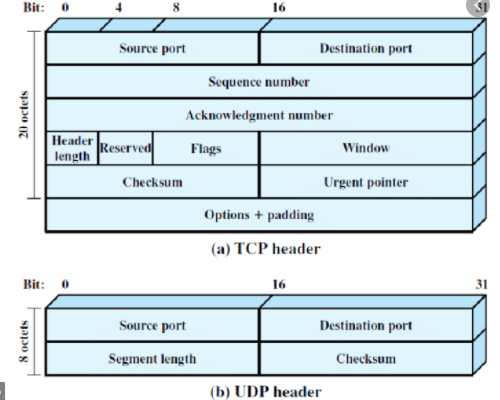 Bit: 0 4 8 16 31
Source port Destination port
Sequence number
Acknowledgment number
Header length Reserved Flags Window
Checksum Urgent pointer
Options + padding
20 octets
(a) TCP header
Bit: 0 16 31
Source port Destination port
Segment length Checksum
8 octets
(b) UDP header